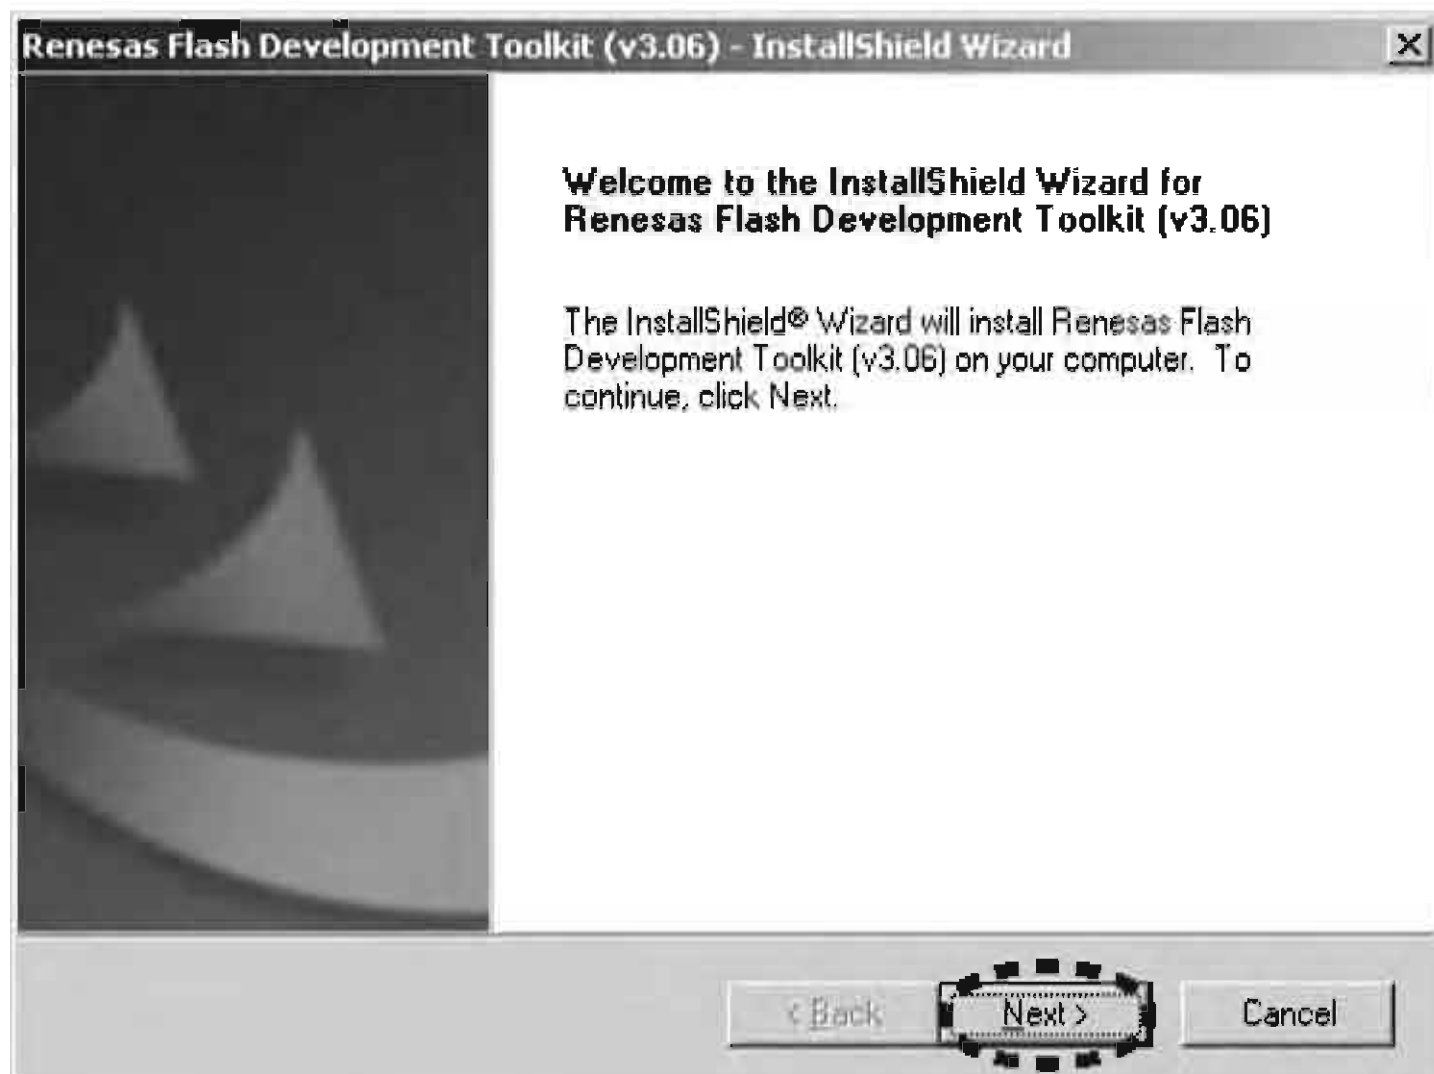 Renesas Flash Development Toolkit (v3.06) - InstallShield Wizard
Welcome to the InstallShield Wizard for
Renesas Flash Development Toolkit (v3.06)
The InstallShield® Wizard will install Renesas Flash
Development Toolkit (v3.06) on your computer. To
continue, click Next.
< Back Next > Cancel